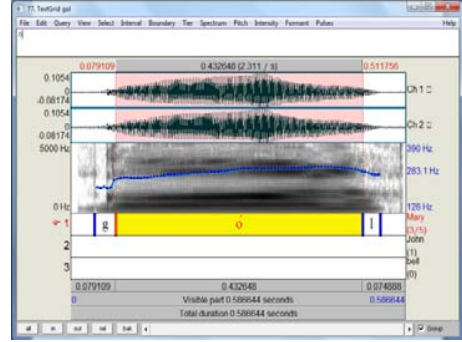 77. TextGrid gol
File Edit Query View Select Interval Boundary Tier Spectrum Pitch Intensity Formant Pulses Help
0.079109 0.432648 (2.311 / s) 0.511756
0.1054
0
-0.08174
Ch 1
0.1054
0
-0.08174
Ch 2
5000 Hz 390 Hz
283.1 Hz
0 Hz 128 Hz
1 g ó l Mary
(3/5)
2 John
(1)
3 bell
(0)
0.079109 0.432648 0.074888
0 Visible part 0.586644 seconds 0.586644
Total duration 0.586644 seconds
all in out sel bak Group